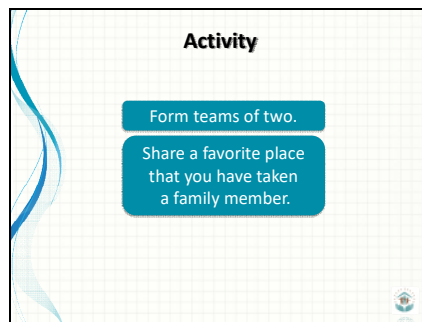 Activity
Form teams of two.
Share a favorite place
that you have taken
a family member.